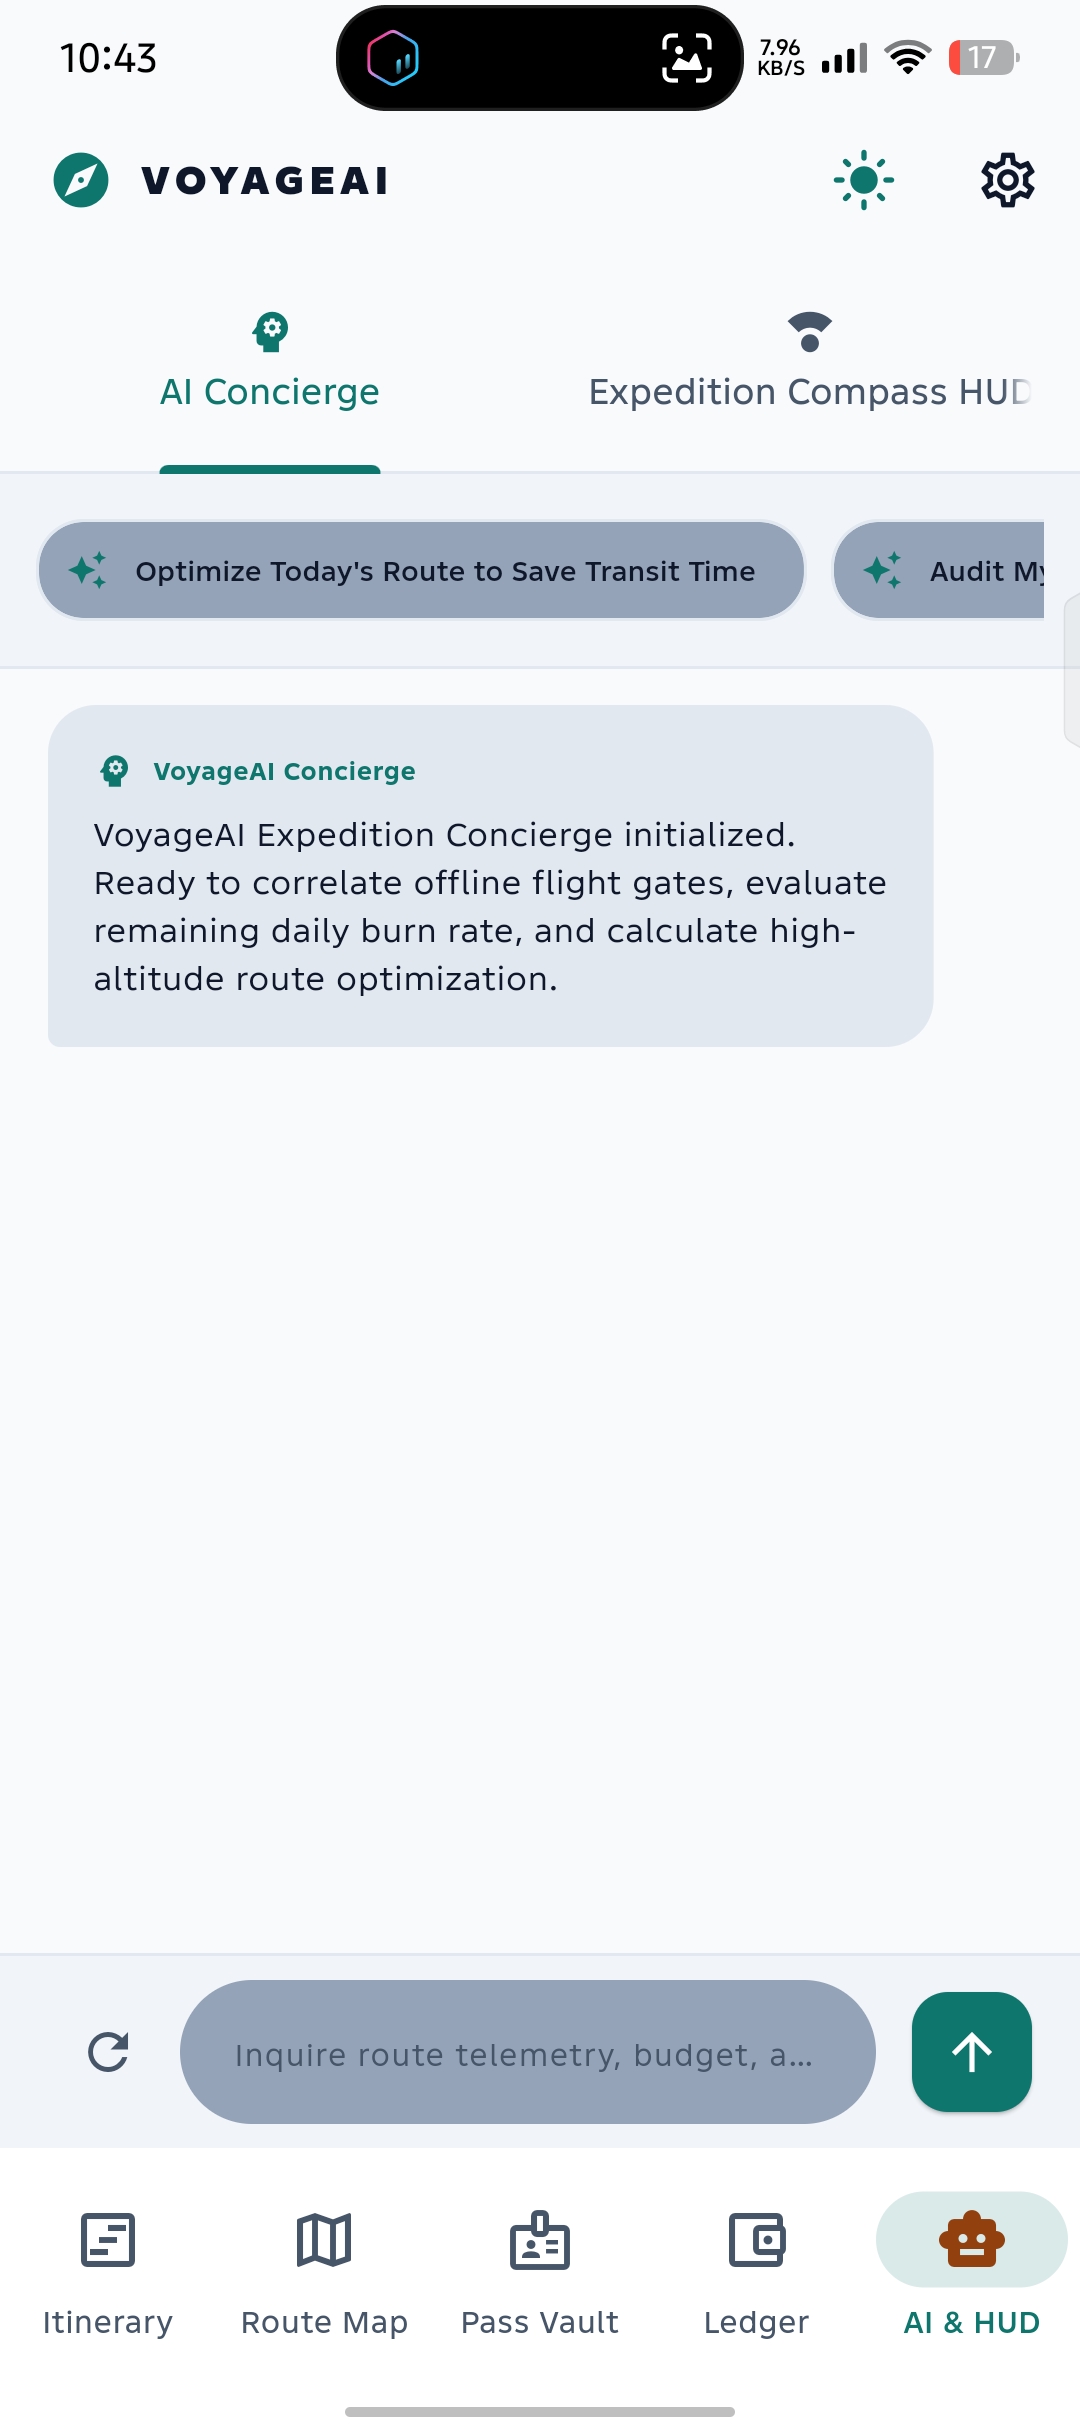 10:43
7.96
KB/S
17
VOYAGEAI
AI Concierge
Expedition Compass HUD
Optimize Today's Route to Save Transit Time
Audit My
VoyageAI Concierge
VoyageAI Expedition Concierge initialized.
Ready to correlate offline flight gates, evaluate
remaining daily burn rate, and calculate high-
altitude route optimization.
Inquire route telemetry, budget, a...
Itinerary
Route Map
Pass Vault
Ledger
AI & HUD